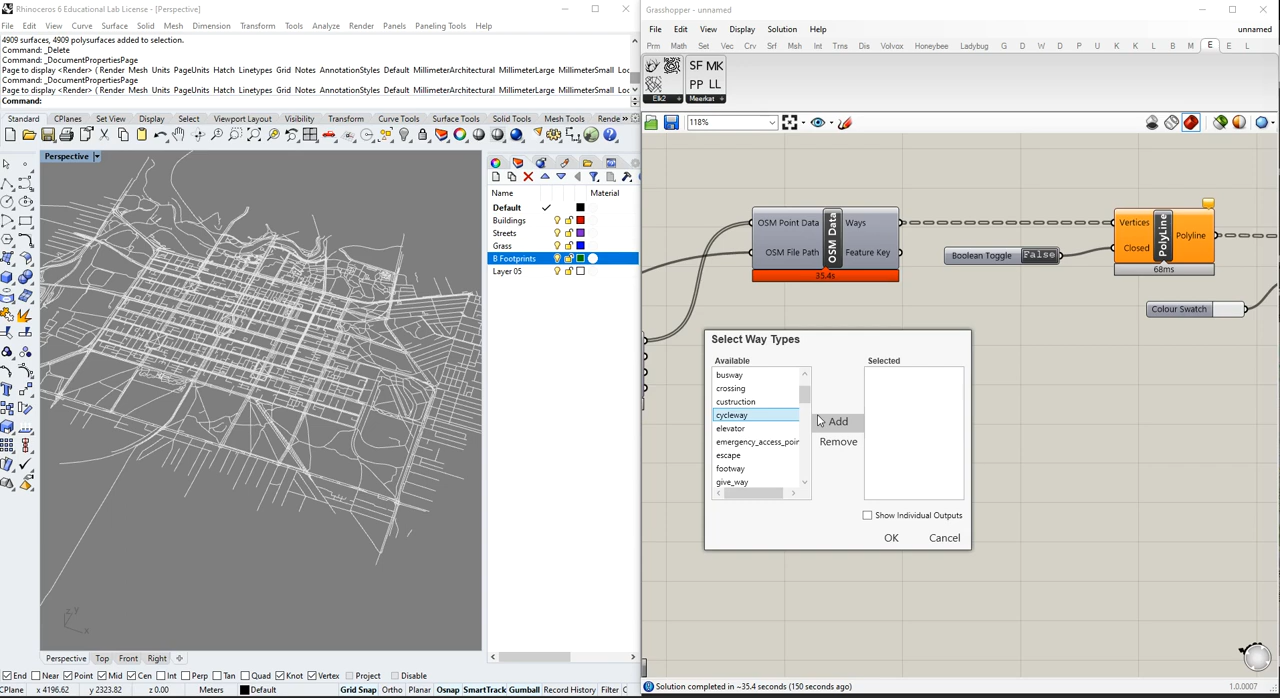 Rhinoceros 6 Educational Lab License - [Perspective]
File Edit View Curve Surface Solid Mesh Dimension Transform Tools Analyze Render Panels Paneling Tools Help
4909 surfaces, 4909 polysurfaces added to selection.
Command: _Delete
Command: _DocumentPropertiesPage
Page to display <Render> ( Render Mesh Units PageUnits Hatch Linetypes Grid Notes AnnotationStyles Default MillimeterArchitectural MillimeterLarge MillimeterSmall Loc
Command: _DocumentPropertiesPage
Page to display <Render> ( Render Mesh Units PageUnits Hatch Linetypes Grid Notes AnnotationStyles Default MillimeterArchitectural MillimeterLarge MillimeterSmall Loc
Command:
Standard CPlanes Set View Display Select Viewport Layout Visibility Transform Curve Tools Surface Tools Solid Tools Mesh Tools Rende »
Perspective
Name Material
Default
Buildings
Streets
Grass
B Footprints
Layer 05
z y
x
Perspective Top Front Right
End Near Point Mid Cen Int Perp Tan Quad Knot Vertex Project Disable
CPlane x 4196.62 y 2323.82 z 0.00 Meters Default Grid Snap Ortho Planar Osnap SmartTrack Gumball Record History Filter C
Grasshopper - unnamed
File Edit View Display Solution Help unnamed
Prm Math Set Vec Crv Srf Msh Int Trns Dis Volvox Honeybee Ladybug G D W D P U K K L B M E E L
SF MK
PP LL
Elk2 + Meerkat +
118%
OSM Point Data OSM Data Ways
OSM File Path Feature Key
35.4s
Boolean Toggle False
Vertices PolyLine Polyline
Closed
68ms
Colour Swatch
Select Way Types
Available Selected
busway
crossing
custruction
cycleway
elevator
emergency_access_poin
escape
footway
give_way
Add
Remove
Show Individual Outputs
OK Cancel
Solution completed in ~35.4 seconds (150 seconds ago) 1.0.0007